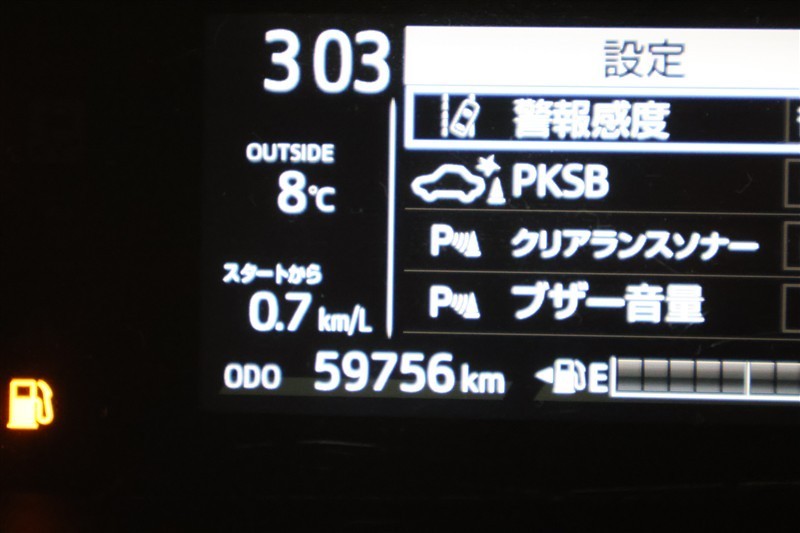 303
設定
警報感度
OUTSIDE
8℃
PKSB
クリアランスソナー
スタートから
0.7 km/L
ブザー音量
ODO 59756 km
E